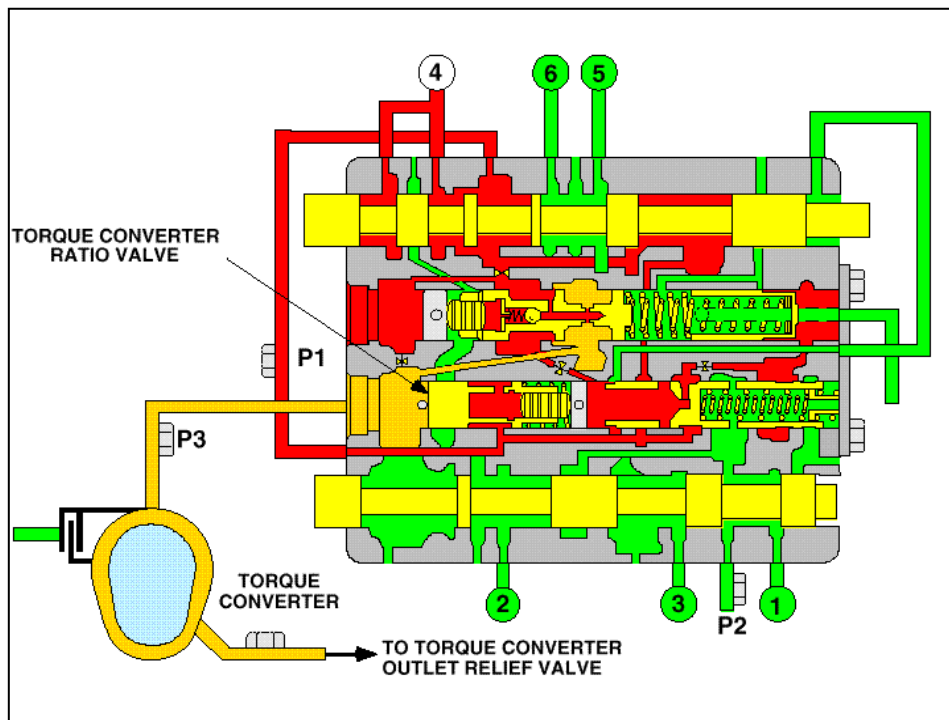 4
6
5
TORQUE CONVERTER
RATIO VALVE
P1
P3
TORQUE
CONVERTER
2
3
P2
1
TO TORQUE CONVERTER
OUTLET RELIEF VALVE